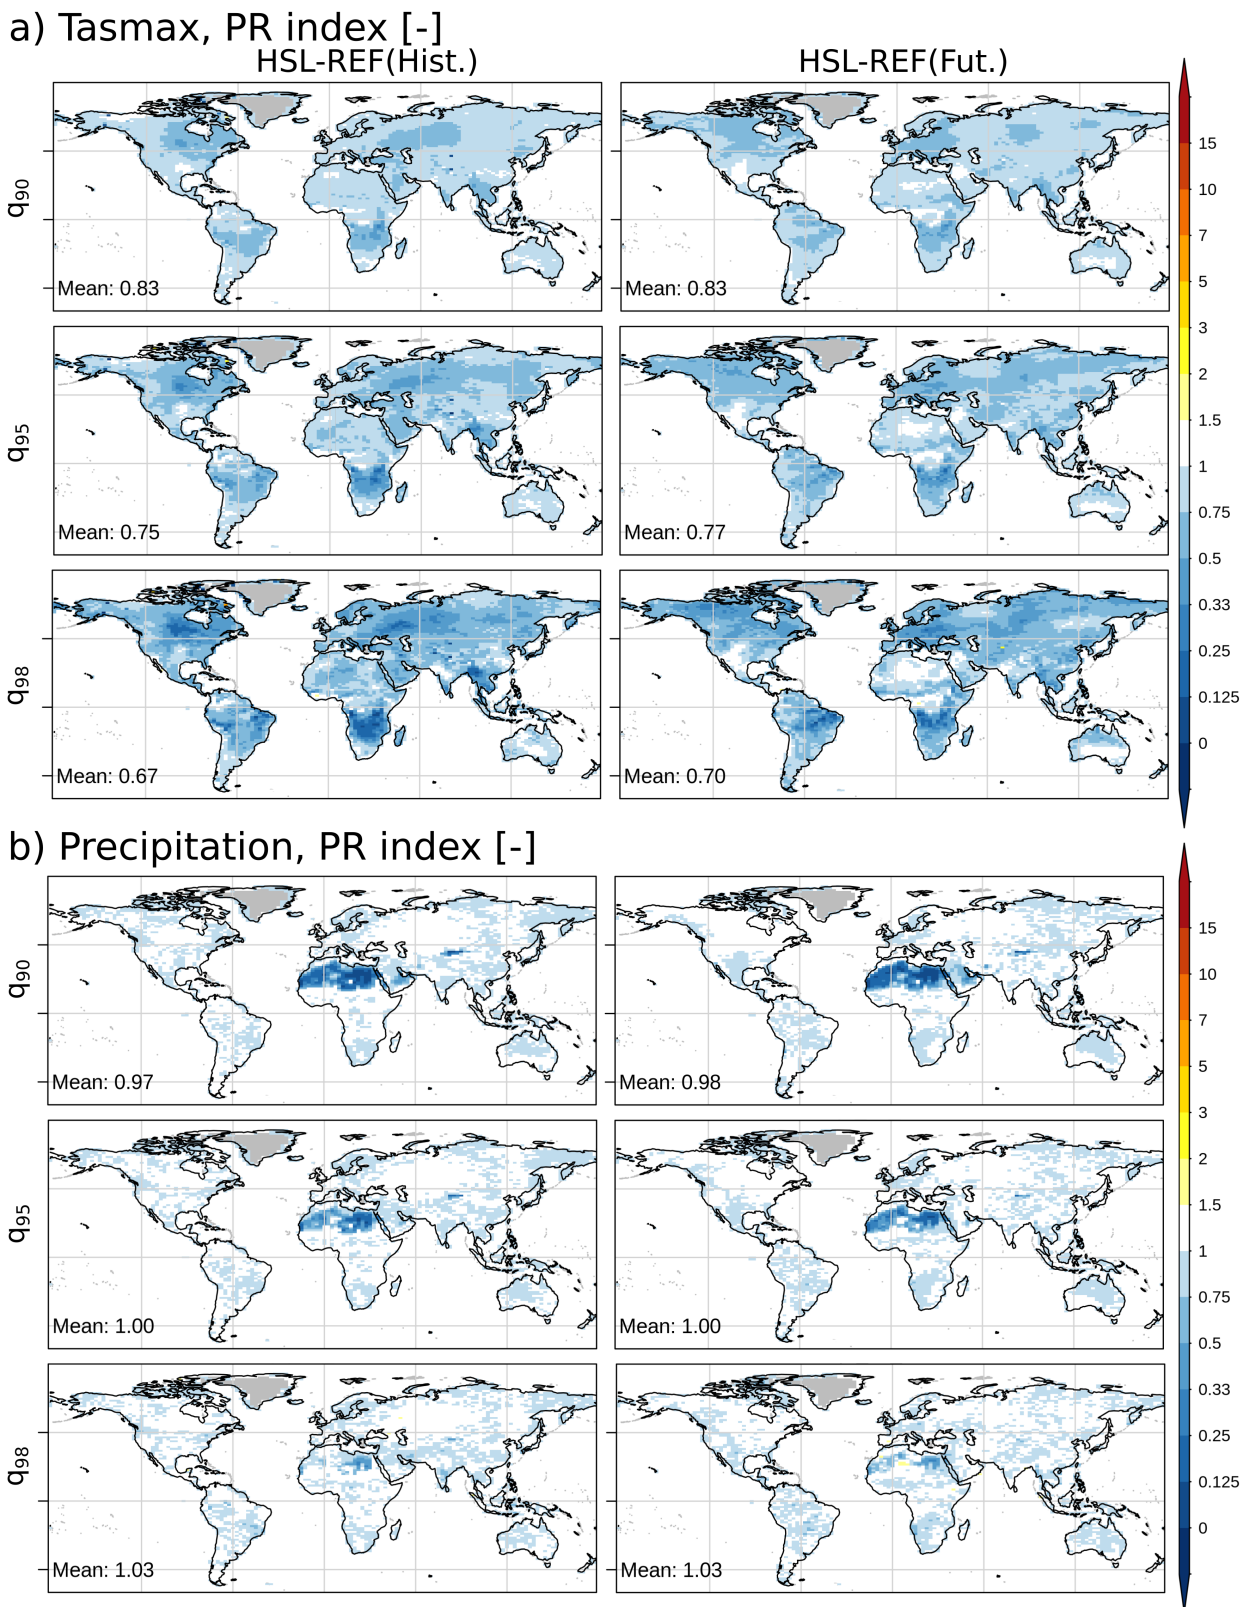 a) Tasmax, PR index [-]
HSL-REF(Hist.)
HSL-REF(Fut.)
q90
Mean: 0.83
Mean: 0.83
q95
Mean: 0.75
Mean: 0.77
q98
Mean: 0.67
Mean: 0.70
15
10
7
5
3
2
1.5
1
0.75
0.5
0.33
0.25
0.125
0
b) Precipitation, PR index [-]
q90
Mean: 0.97
Mean: 0.98
q95
Mean: 1.00
Mean: 1.00
q98
Mean: 1.03
Mean: 1.03
15
10
7
5
3
2
1.5
1
0.75
0.5
0.33
0.25
0.125
0